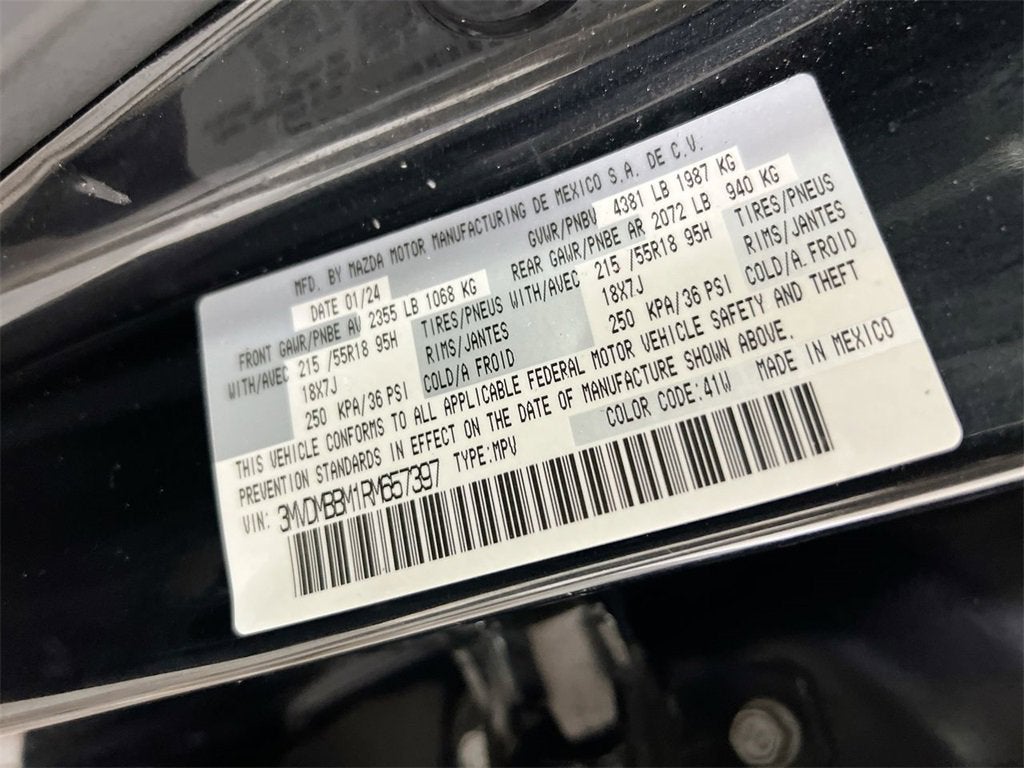 MFD. BY MAZDA MOTOR MANUFACTURING DE MEXICO S.A. DE C.V.
DATE 01/24 GVWR/PNBV 4381 LB 1987 KG
FRONT GAWR/PNBE AV 2355 LB 1068 KG REAR GAWR/PNBE AR 2072 LB 940 KG
WITH/AVEC 215 /55R18 95H TIRES/PNEUS WITH/AVEC 215 /55R18 95H TIRES/PNEUS
18X7J RIMS/JANTES 18X7J RIMS/JANTES
250 KPA/36 PSI COLD/A FROID 250 KPA/36 PSI COLD/A FROID
THIS VEHICLE CONFORMS TO ALL APPLICABLE FEDERAL MOTOR VEHICLE SAFETY AND THEFT
PREVENTION STANDARDS IN EFFECT ON THE DATE OF MANUFACTURE SHOWN ABOVE.
VIN: 3MVDMBBM1RM657397 TYPE:MPV COLOR CODE:41W MADE IN MEXICO